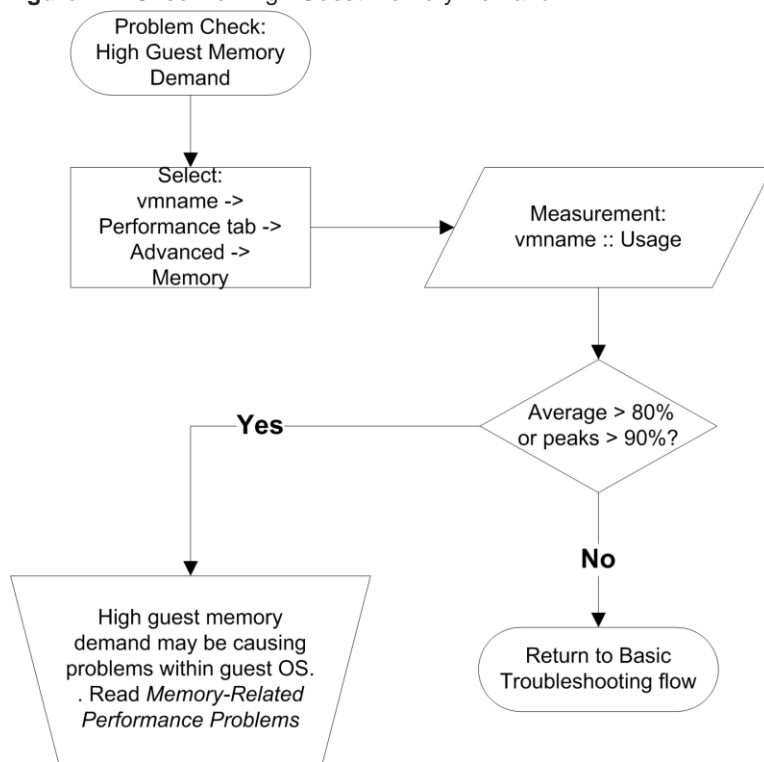 Problem Check:
High Guest Memory
Demand
Select:
vmname ->
Performance tab ->
Advanced ->
Memory
Measurement:
vmname :: Usage
Average > 80%
or peaks > 90%?
Yes
No
High guest memory
demand may be causing
problems within guest OS.
. Read Memory-Related
Performance Problems
Return to Basic
Troubleshooting flow